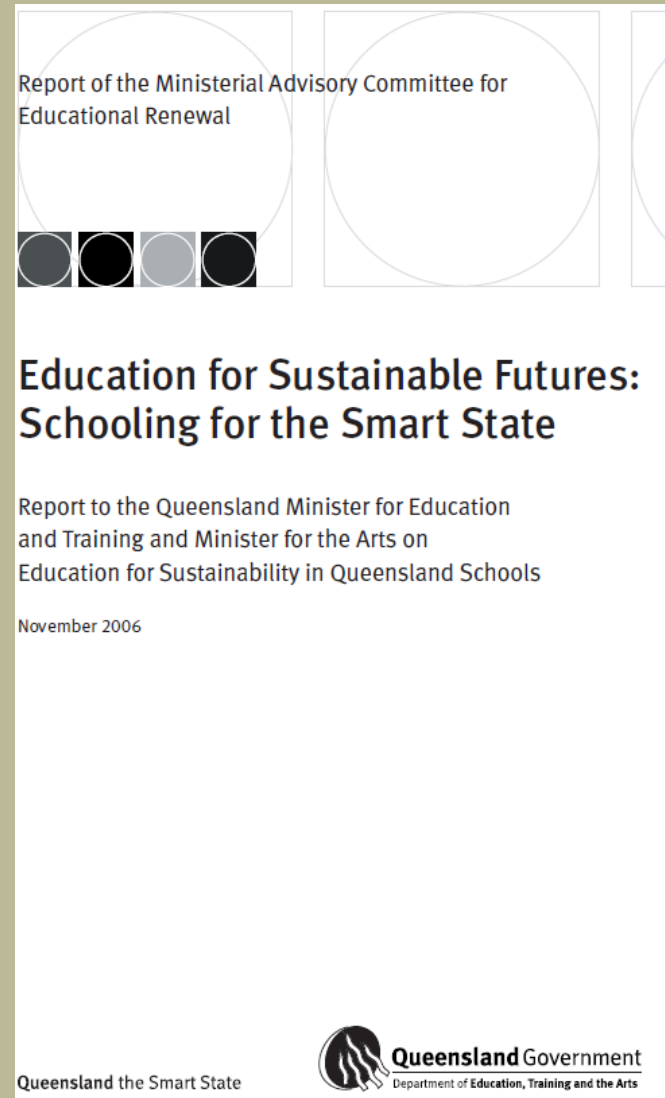 Report of the Ministerial Advisory Committee for
Educational Renewal
Education for Sustainable Futures:
Schooling for the Smart State
Report to the Queensland Minister for Education
and Training and Minister for the Arts on
Education for Sustainability in Queensland Schools
November 2006
Queensland the Smart State
Queensland Government
Department of Education, Training and the Arts